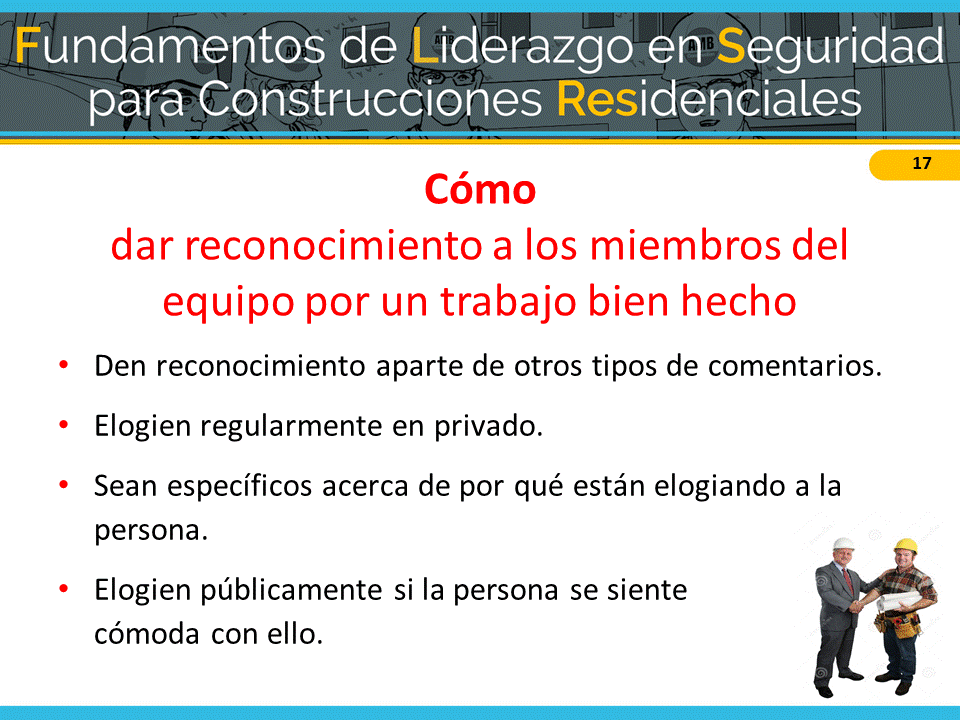 Fundamentos de Liderazgo en Seguridad
para Construcciones Residenciales
AMB
AMB
17
Cómo
dar reconocimiento a los miembros del
equipo por un trabajo bien hecho
• Den reconocimiento aparte de otros tipos de comentarios.
• Elogien regularmente en privado.
• Sean específicos acerca de por qué están elogiando a la
persona.
• Elogien públicamente si la persona se siente
cómoda con ello.